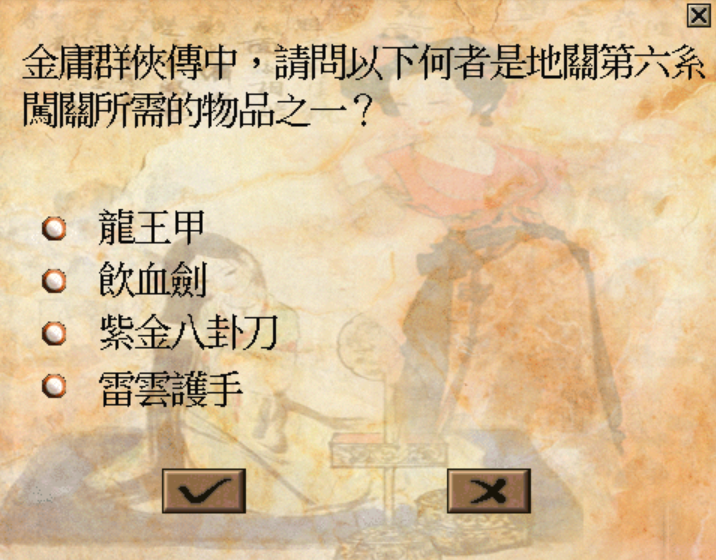 金庸群俠傳中，請問以下何者是地關第六系
闖關所需的物品之一？
龍王甲
飲血劍
紫金八卦刀
雷雲護手